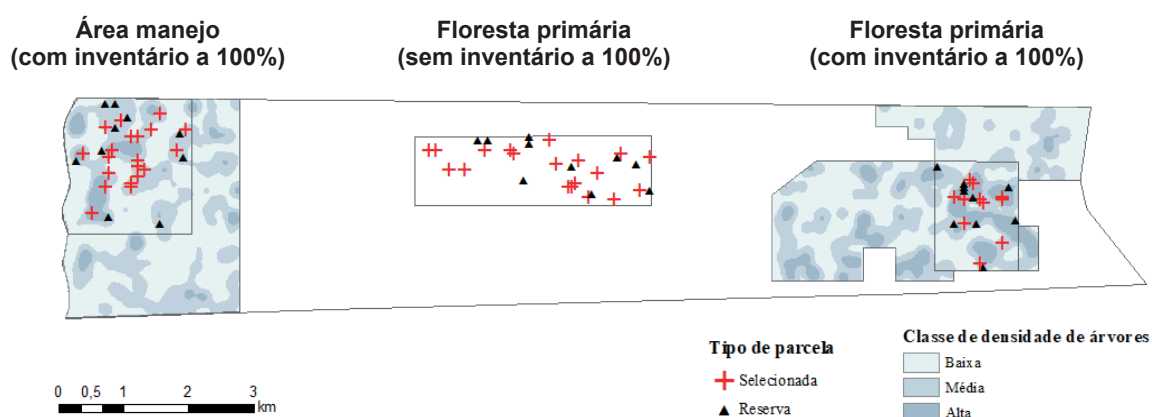 Área manejo
(com inventário a 100%)
Floresta primária
(sem inventário a 100%)
Floresta primária
(com inventário a 100%)
Tipo de parcela
Selecionada
Reserva
Classe de densidade de árvores
Baixa
Média
Alta
0 0,5 1 2 3
km